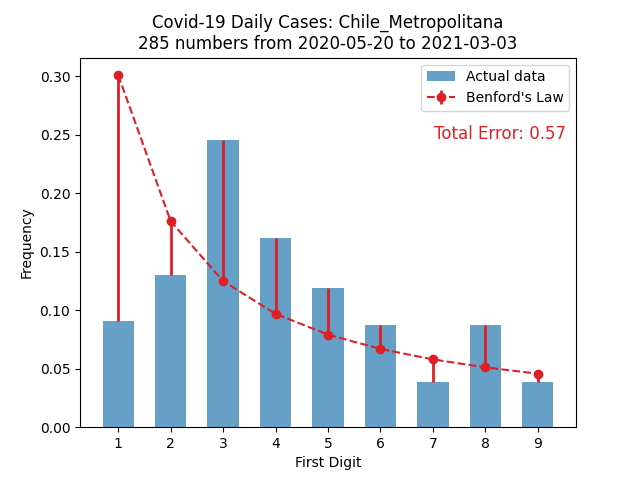 Covid-19 Daily Cases: Chile_Metropolitana
285 numbers from 2020-05-20 to 2021-03-03
Actual data
Benford's Law
Total Error: 0.57
Frequency
0.30
0.25
0.20
0.15
0.10
0.05
0.00
1 2 3 4 5 6 7 8 9
First Digit